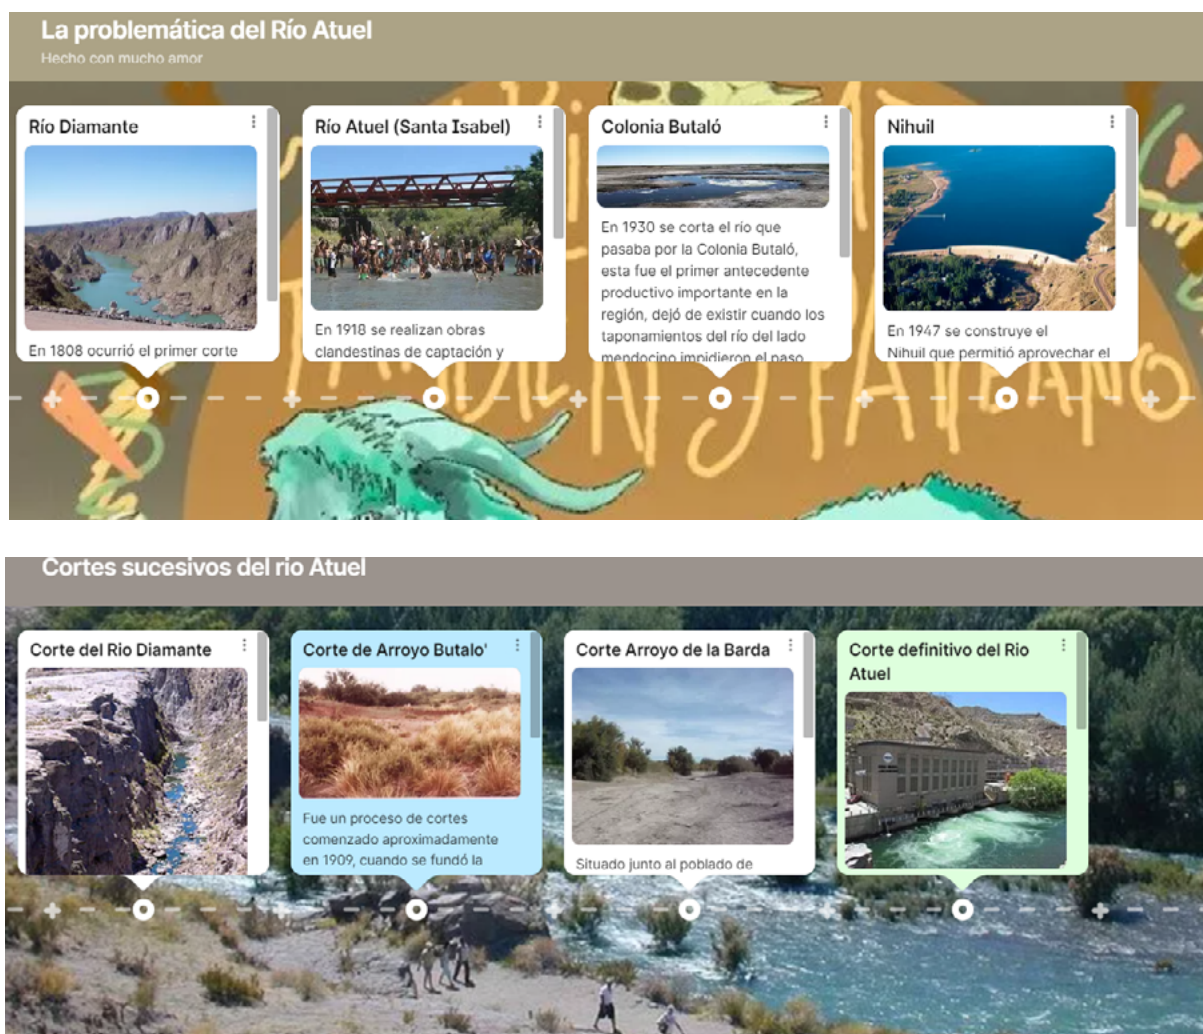 La problemática del Río Atuel
Hecho con mucho amor
Río Diamante
En 1808 ocurrió el primer corte
Río Atuel (Santa Isabel)
En 1918 se realizan obras
clandestinas de captación y
Colonia Butaló
En 1930 se corta el río que
pasaba por la Colonia Butaló,
esta fue el primer antecedente
productivo importante en la
región, dejó de existir cuando los
taponamientos del río del lado
mendocino impidieron el paso
Nihuil
En 1947 se construye el
Nihuil que permitió aprovechar el
Cortes sucesivos del rio Atuel
Corte del Rio Diamante
Corte de Arroyo Butalo'
Fue un proceso de cortes
comenzado aproximadamente
en 1909, cuando se fundó la
Corte Arroyo de la Barda
Situado junto al poblado de
Corte definitivo del Rio
Atuel